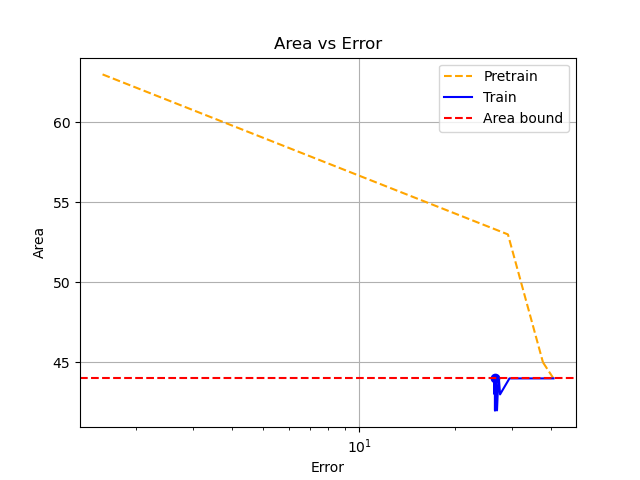 Area vs Error
Pretrain
Train
Area bound
60
55
50
45
Area
10¹
Error